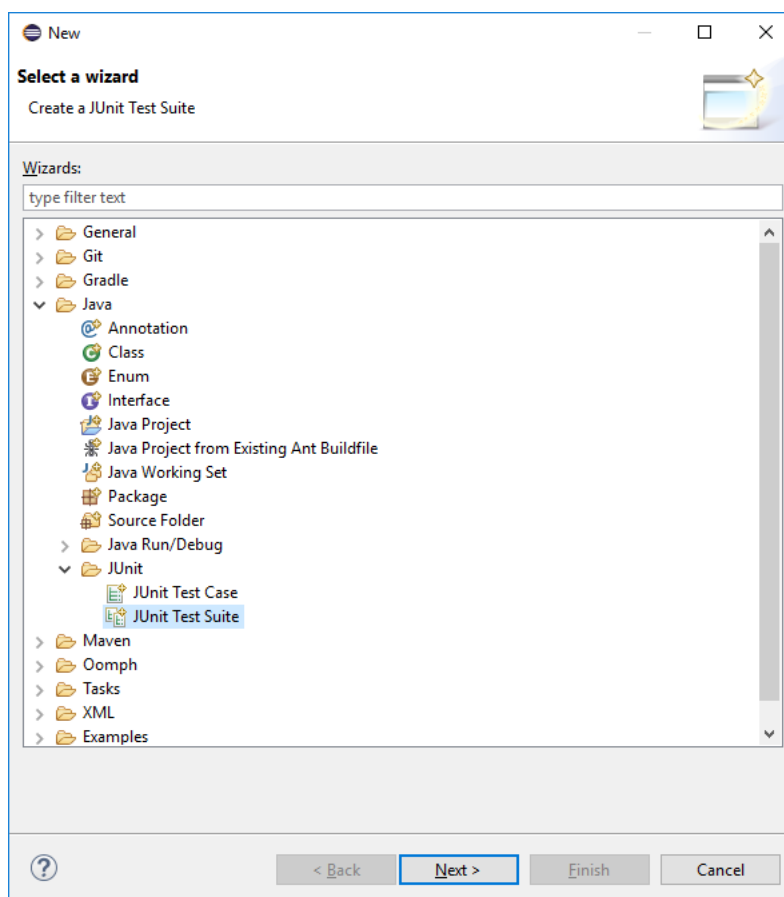 New
Select a wizard
Create a JUnit Test Suite
Wizards:
type filter text
General
Git
Gradle
Java
Annotation
Class
Enum
Interface
Java Project
Java Project from Existing Ant Buildfile
Java Working Set
Package
Source Folder
Java Run/Debug
JUnit
JUnit Test Case
JUnit Test Suite
Maven
Oomph
Tasks
XML
Examples
? < Back Next > Finish Cancel